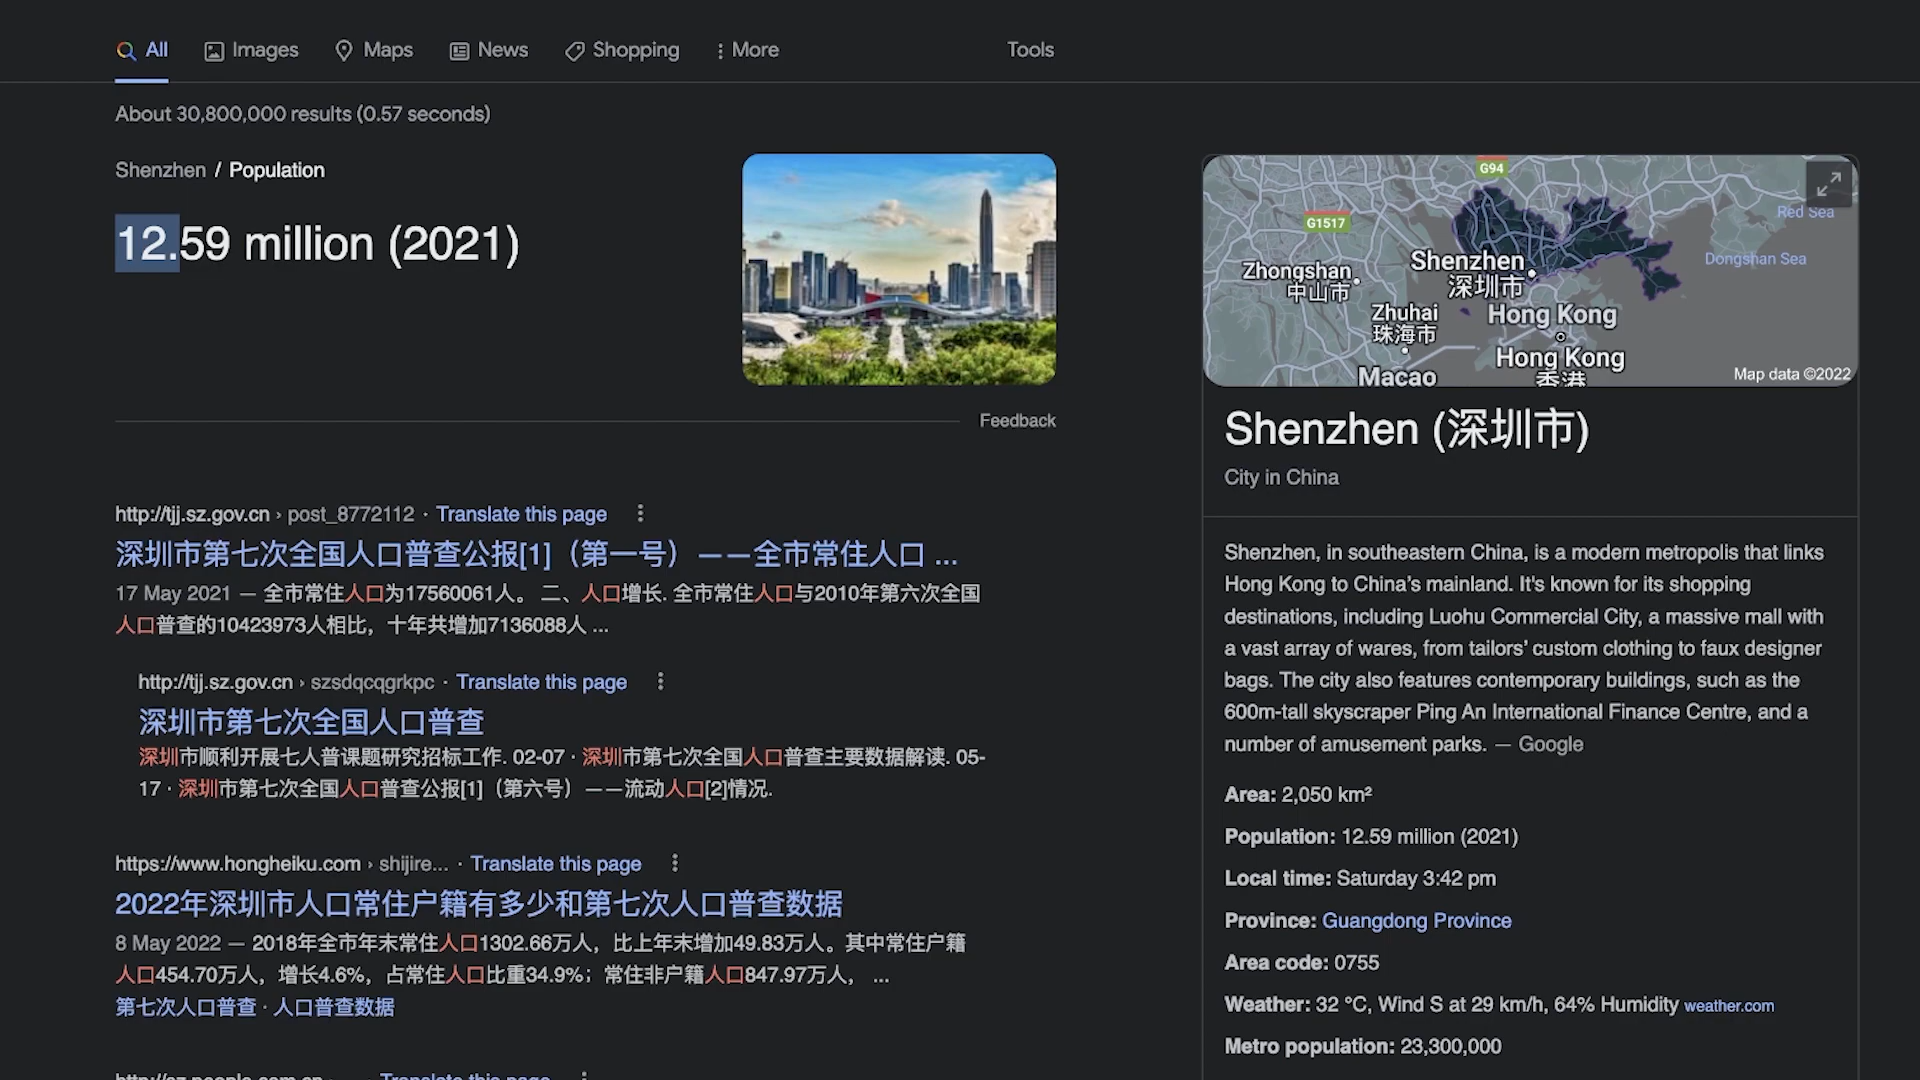 All Images Maps News Shopping More Tools
About 30,800,000 results (0.57 seconds)
Shenzhen / Population
12.59 million (2021)
Feedback
http://tjj.sz.gov.cn › post_8772112 · Translate this page
深圳市第七次全国人口普查公报[1]（第一号）——全市常住人口 ...
17 May 2021 — 全市常住人口为17560061人。 二、人口增长. 全市常住人口与2010年第六次全国
人口普查的10423973人相比，十年共增加7136088人 ...
http://tjj.sz.gov.cn › szsdqcqgrkpc · Translate this page
深圳市第七次全国人口普查
深圳市顺利开展七人普课题研究招标工作. 02-07 · 深圳市第七次全国人口普查主要数据解读. 05-
17 · 深圳市第七次全国人口普查公报[1]（第六号）——流动人口[2]情况.
https://www.hongheiku.com › shijire... · Translate this page
2022年深圳市人口常住户籍有多少和第七次人口普查数据
8 May 2022 — 2018年全市年末常住人口1302.66万人，比上年末增加49.83万人。其中常住户籍
人口454.70万人，增长4.6%，占常住人口比重34.9%；常住非户籍人口847.97万人， ...
第七次人口普查 · 人口普查数据
http://sz.people.com.cn Translate this page
G94
G1517
Red Sea
Dongshan Sea
Zhongshan
中山市
Shenzhen
深圳市
Zhuhai
珠海市
Hong Kong
Hong Kong
香港
Macao
Map data ©2022
Shenzhen (深圳市)
City in China
Shenzhen, in southeastern China, is a modern metropolis that links
Hong Kong to China’s mainland. It's known for its shopping
destinations, including Luohu Commercial City, a massive mall with
a vast array of wares, from tailors’ custom clothing to faux designer
bags. The city also features contemporary buildings, such as the
600m-tall skyscraper Ping An International Finance Centre, and a
number of amusement parks. — Google
Area: 2,050 km²
Population: 12.59 million (2021)
Local time: Saturday 3:42 pm
Province: Guangdong Province
Area code: 0755
Weather: 32 °C, Wind S at 29 km/h, 64% Humidity weather.com
Metro population: 23,300,000